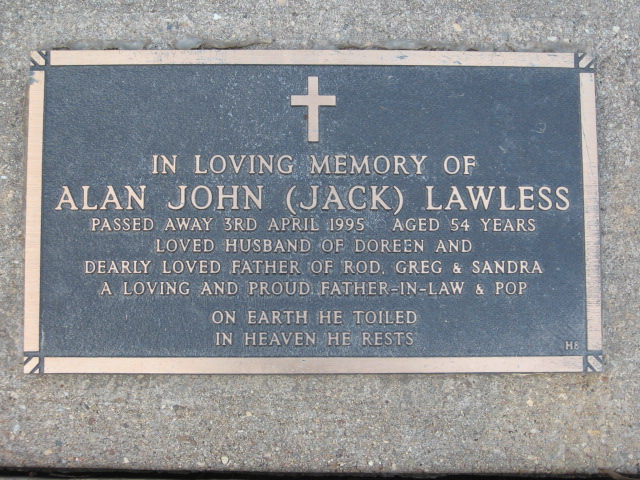 IN LOVING MEMORY OF
ALAN JOHN (JACK) LAWLESS
PASSED AWAY 3RD APRIL 1995 AGED 54 YEARS
LOVED HUSBAND OF DOREEN AND
DEARLY LOVED FATHER OF ROD, GREG & SANDRA
A LOVING AND PROUD FATHER-IN-LAW & POP
ON EARTH HE TOILED
IN HEAVEN HE RESTS